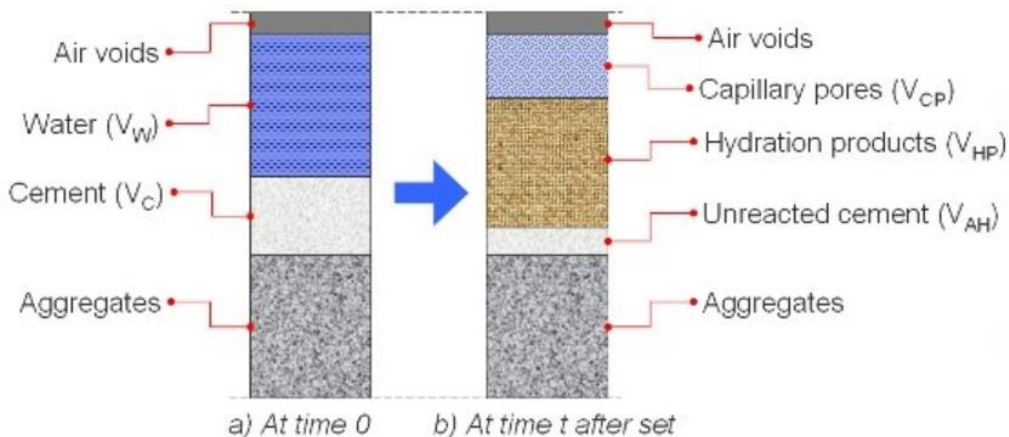 Air voids
Water (V_W)
Cement (V_C)
Aggregates
Air voids
Capillary pores (V_CP)
Hydration products (V_HP)
Unreacted cement (V_AH)
Aggregates
a) At time 0
b) At time t after set